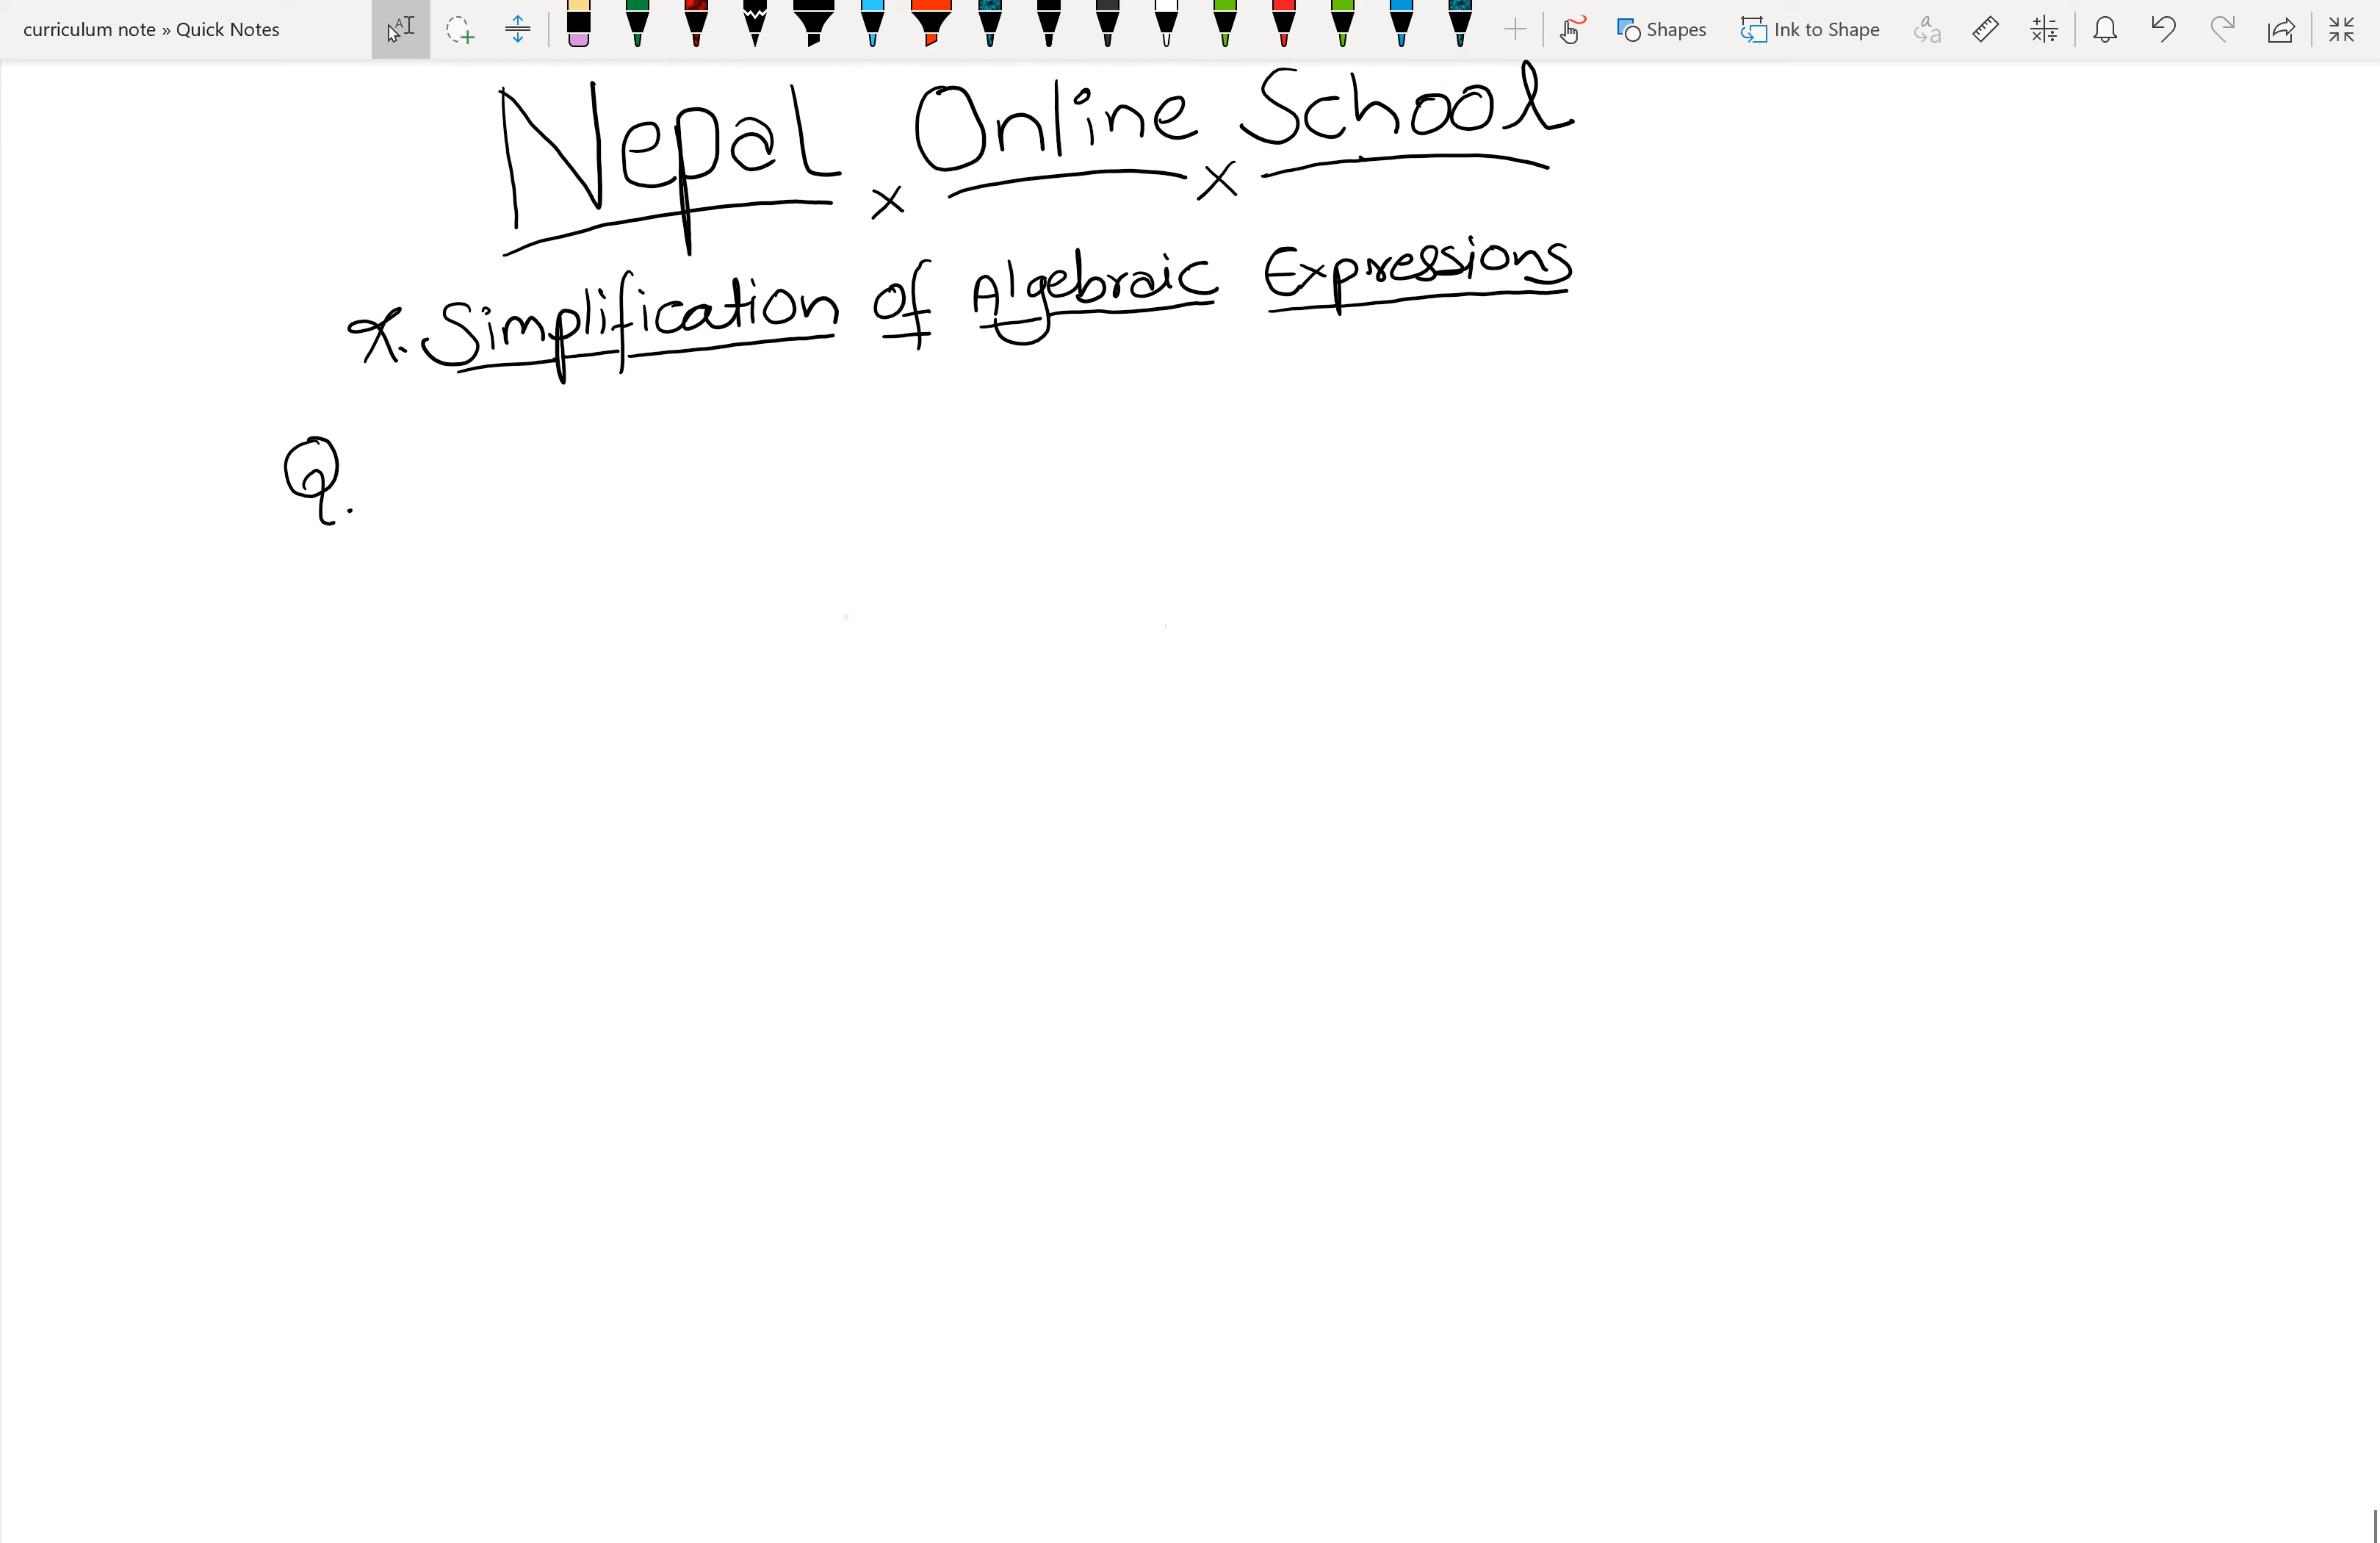 curriculum note » Quick Notes Shapes Ink to Shape
Nepal x Online x School
*. Simplification of Algebraic Expressions
Q.